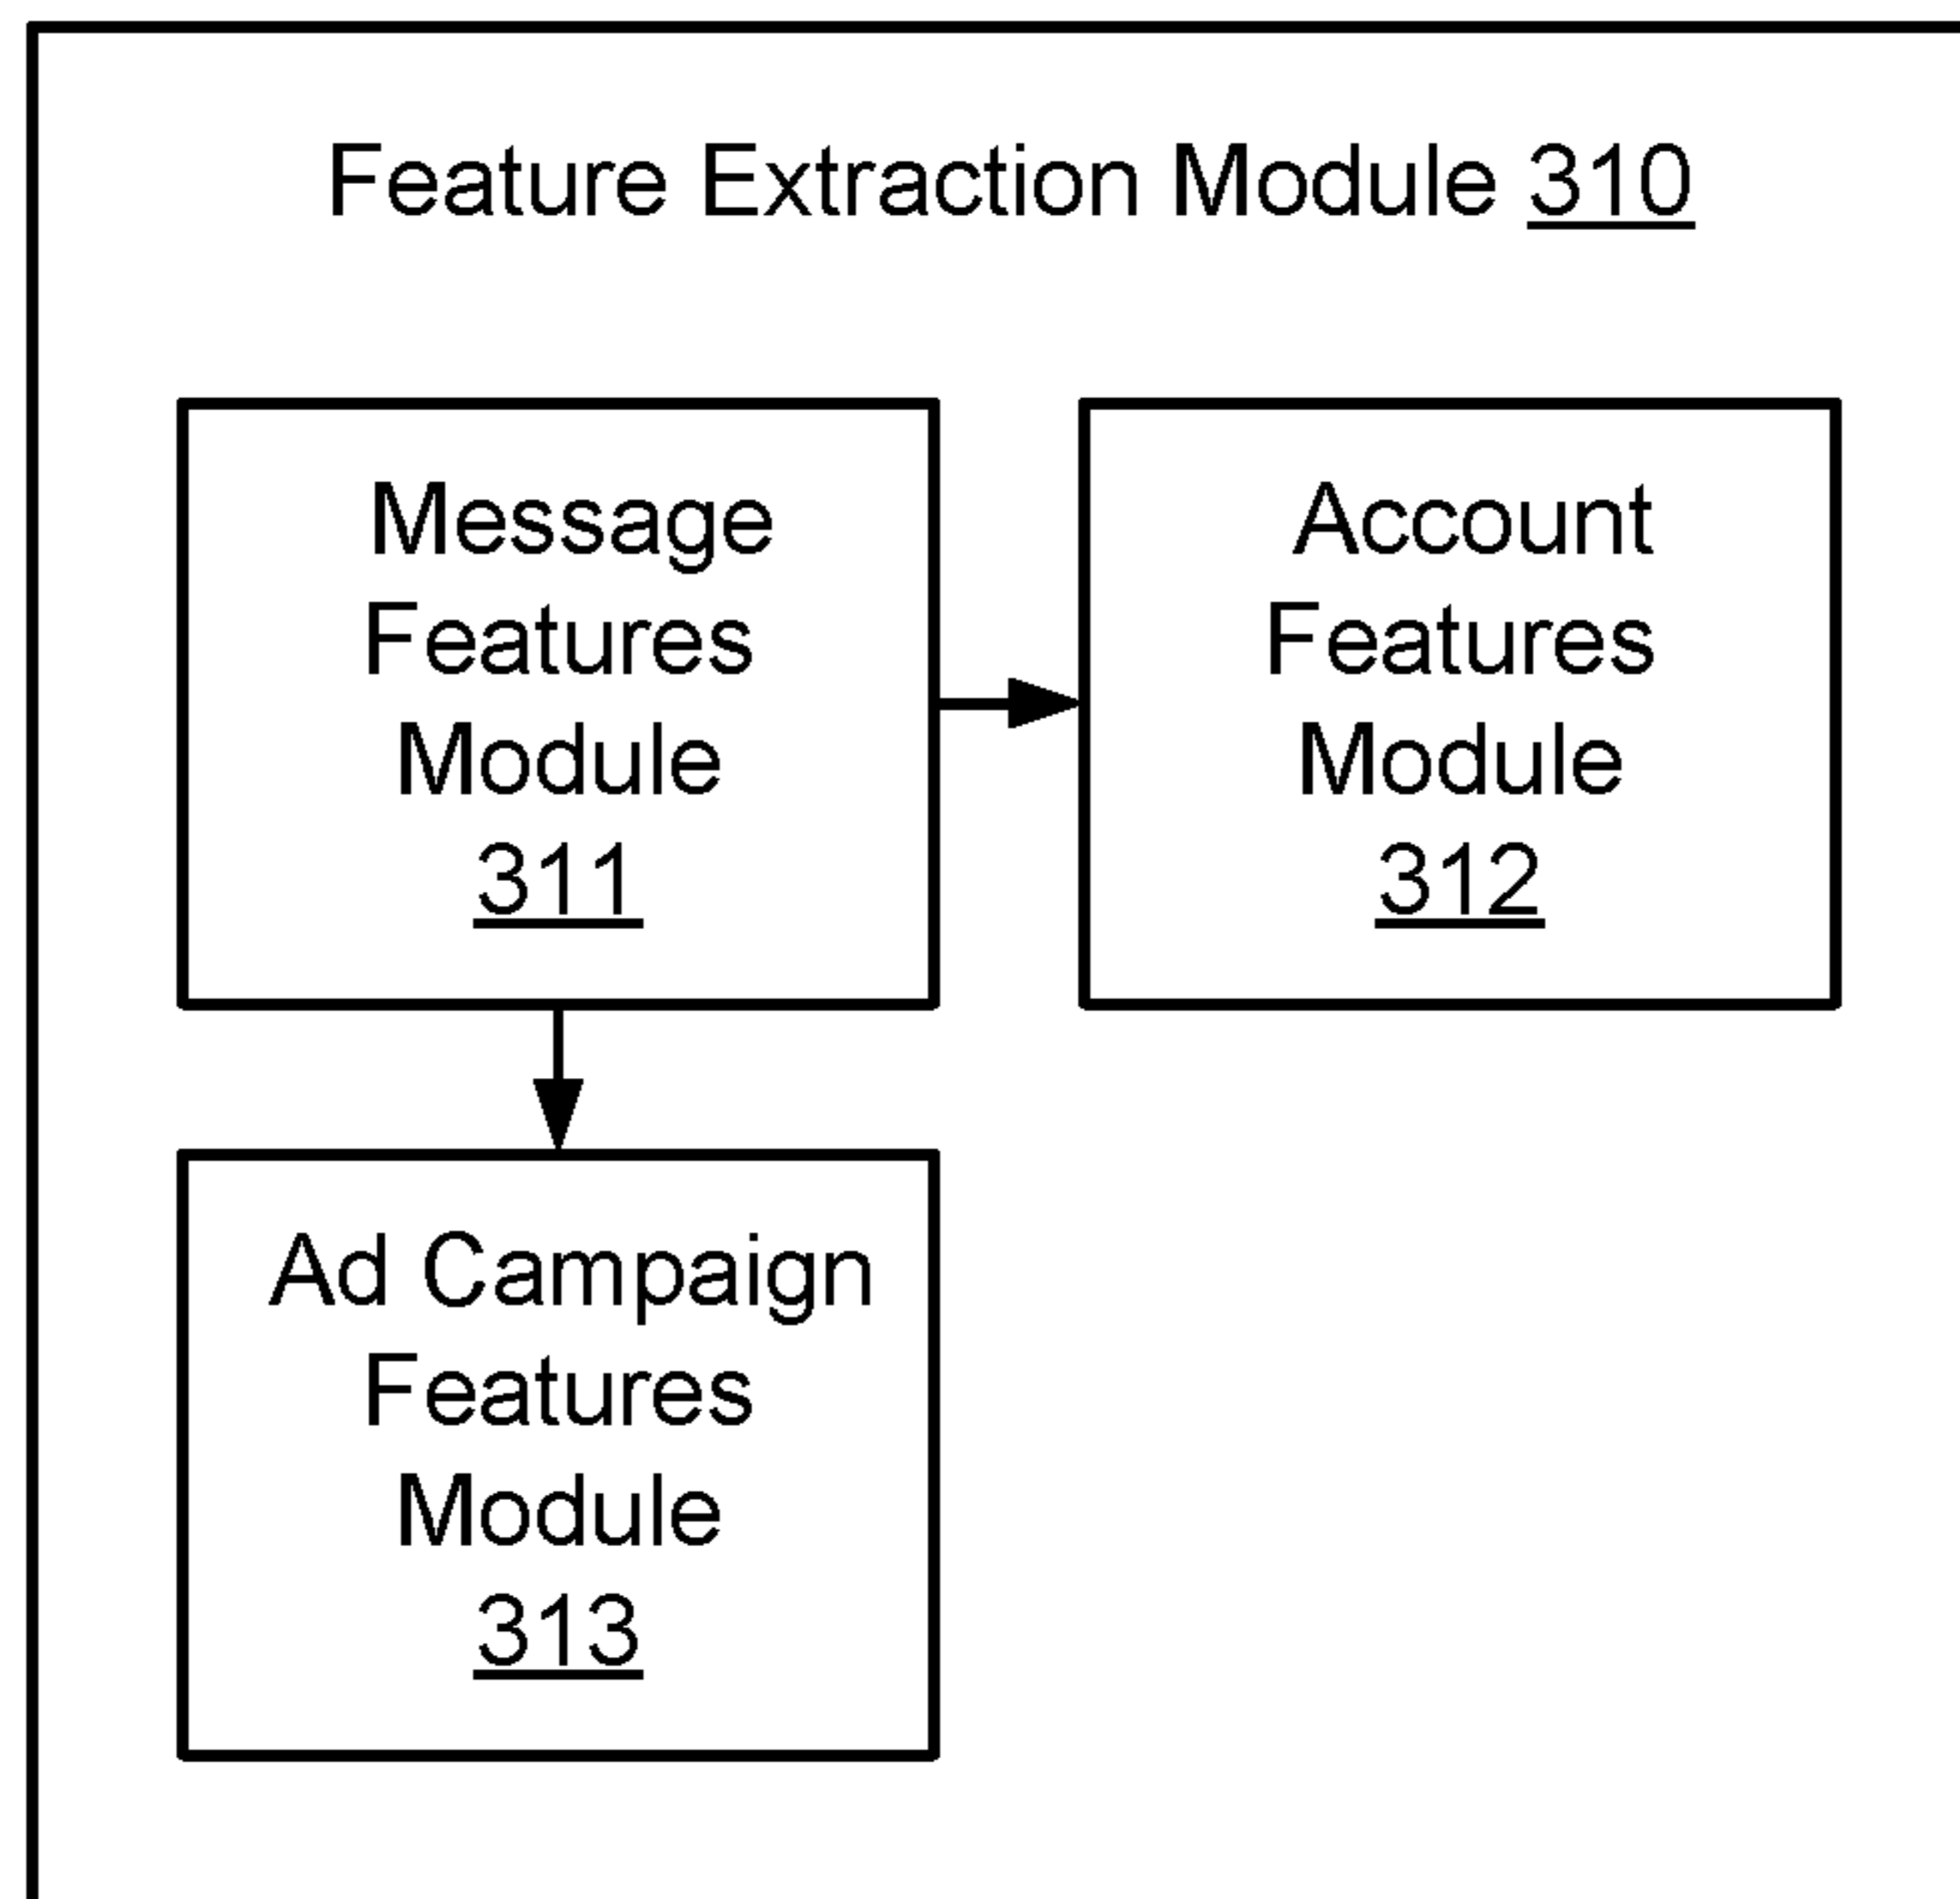 Feature Extraction Module 310
Message
Features
Module
311
Account
Features
Module
312
Ad Campaign
Features
Module
313